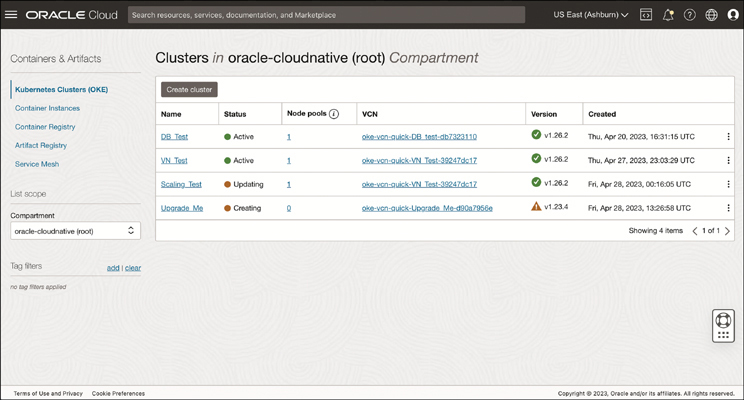 ORACLE Cloud
Search resources, services, documentation, and Marketplace
US East (Ashburn)
Containers & Artifacts
Kubernetes Clusters (OKE)
Container Instances
Container Registry
Artifact Registry
Service Mesh
List scope
Compartment
oracle-cloudnative (root)
Tag filters add | clear
no tag filters applied
Clusters in oracle-cloudnative (root) Compartment
Create cluster
Name Status Node pools i VCN Version Created
DB_Test Active 1 oke-vcn-quick-DB_test-db7323110 v1.26.2 Thu, Apr 20, 2023, 16:31:15 UTC
VN_Test Active 1 oke-vcn-quick-VN_Test-39247dc17 v1.26.2 Thu, Apr 27, 2023, 23:03:29 UTC
Scaling_Test Updating 1 oke-vcn-quick-VN_Test-39247dc17 v1.26.2 Fri, Apr 28, 2023, 00:16:05 UTC
Upgrade_Me Creating 0 oke-vcn-quick-Upgrade_Me-d90a7956e v1.23.4 Fri, Apr 28, 2023, 13:26:58 UTC
Showing 4 items 1 of 1
Terms of Use and Privacy Cookie Preferences
Copyright © 2023, Oracle and/or its affiliates. All rights reserved.